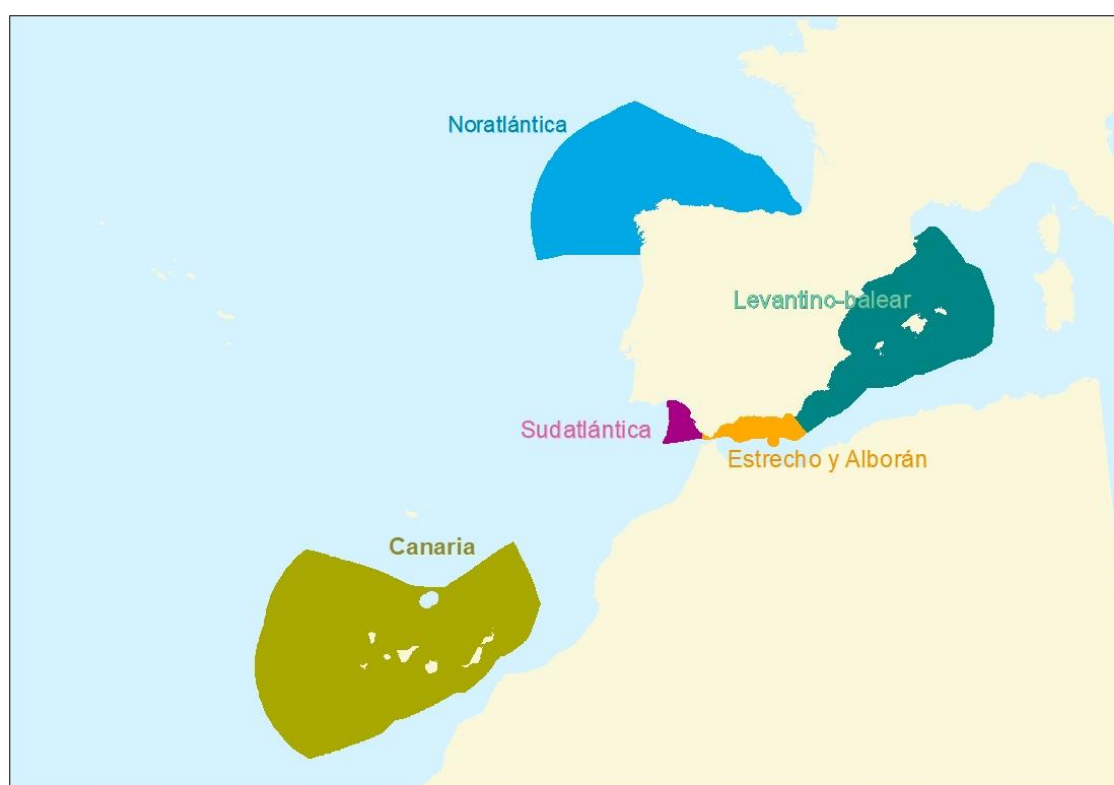 Noratlántica
Levantino-balear
Sudatlántica
Estrecho y Alborán
Canaria